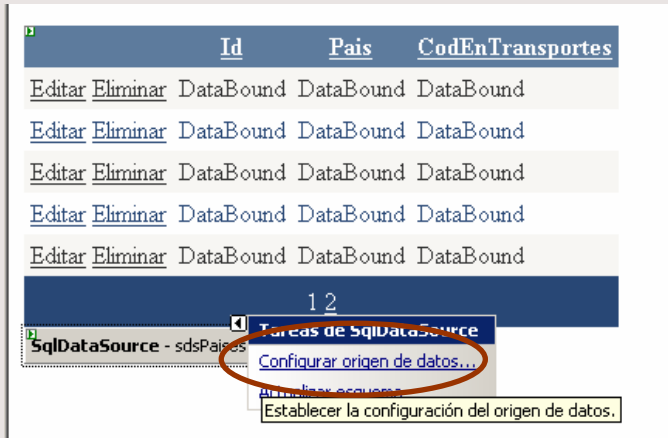 Id Pais CodEnTransportes
Editar Eliminar DataBound DataBound DataBound
Editar Eliminar DataBound DataBound DataBound
Editar Eliminar DataBound DataBound DataBound
Editar Eliminar DataBound DataBound DataBound
Editar Eliminar DataBound DataBound DataBound
1 2
SqlDataSource - sdsPaises
Tareas de SqlDataSource
Configurar origen de datos...
Actualizar esquema
Establecer la configuración del origen de datos.